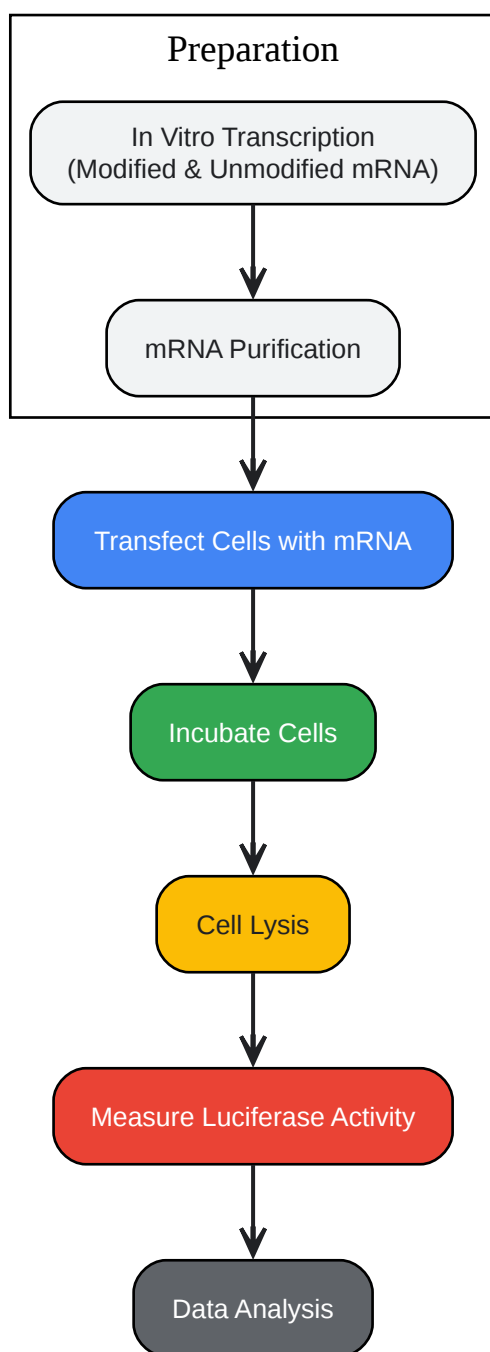 Preparation
In Vitro Transcription
(Modified & Unmodified mRNA)
mRNA Purification
Transfect Cells with mRNA
Incubate Cells
Cell Lysis
Measure Luciferase Activity
Data Analysis